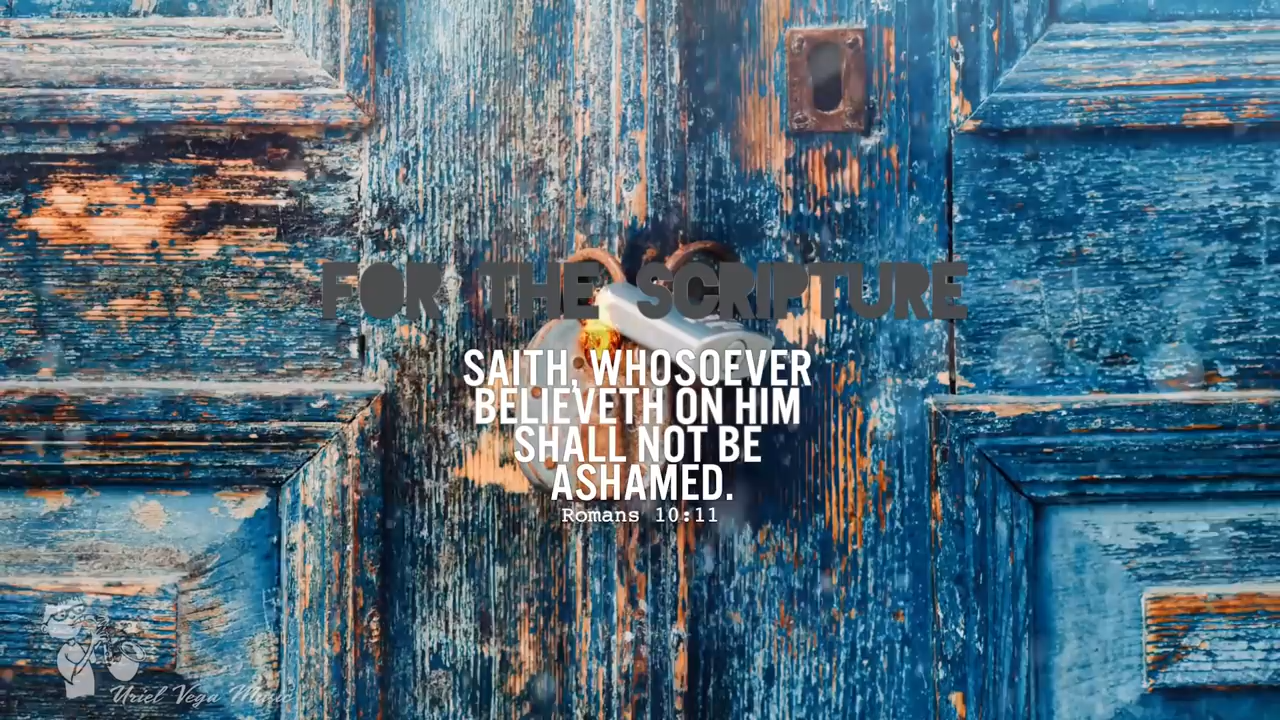 FOR THE SCRIPTURE
SAITH, WHOSOEVER
BELIEVETH ON HIM
SHALL NOT BE
ASHAMED.
Romans 10:11
Uriel Vega Music